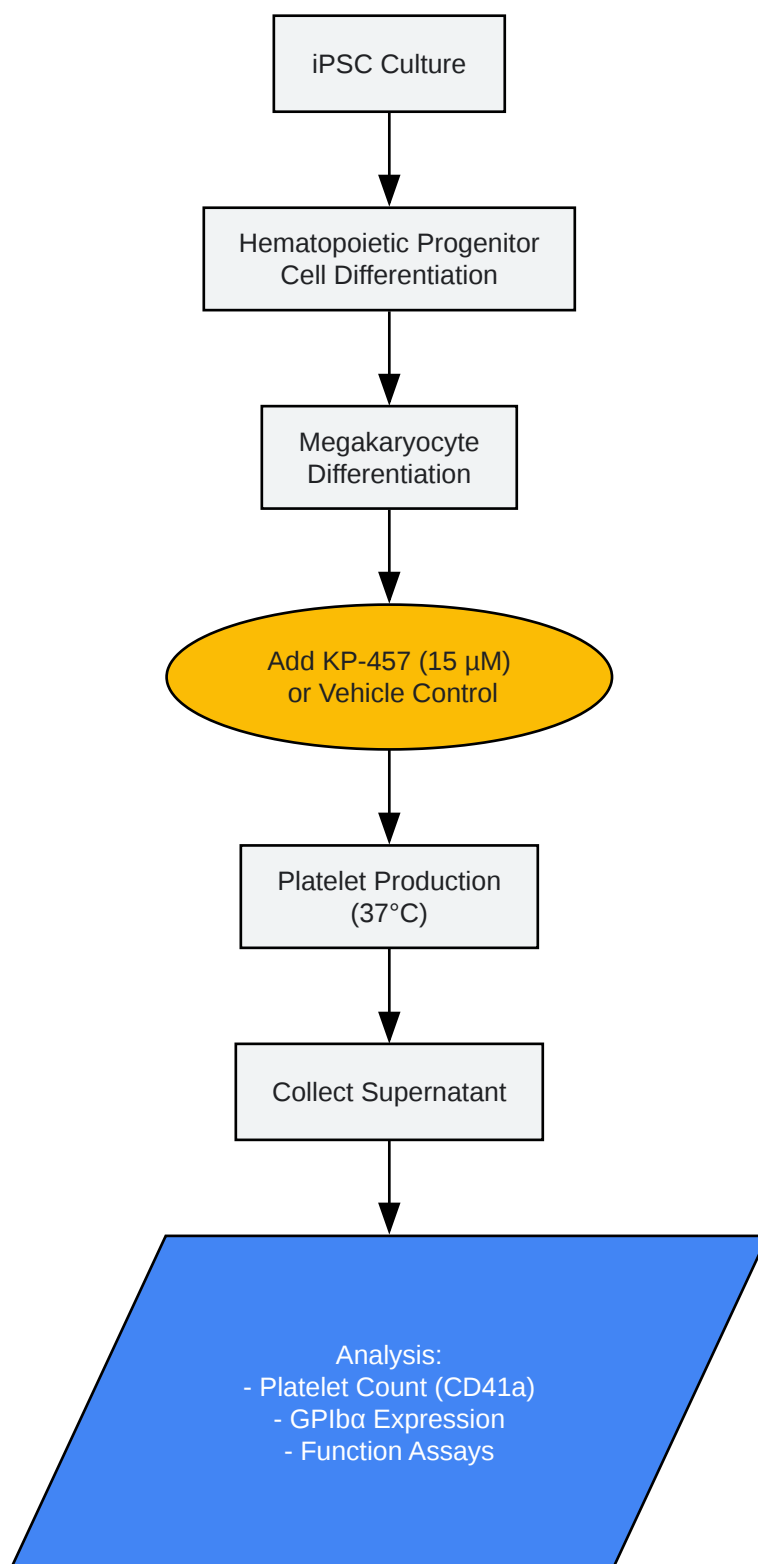 iPSC Culture
Hematopoietic Progenitor
Cell Differentiation
Megakaryocyte
Differentiation
Add KP-457 (15 µM)
or Vehicle Control
Platelet Production
(37°C)
Collect Supernatant
Analysis:
- Platelet Count (CD41a)
- GPIbα Expression
- Function Assays